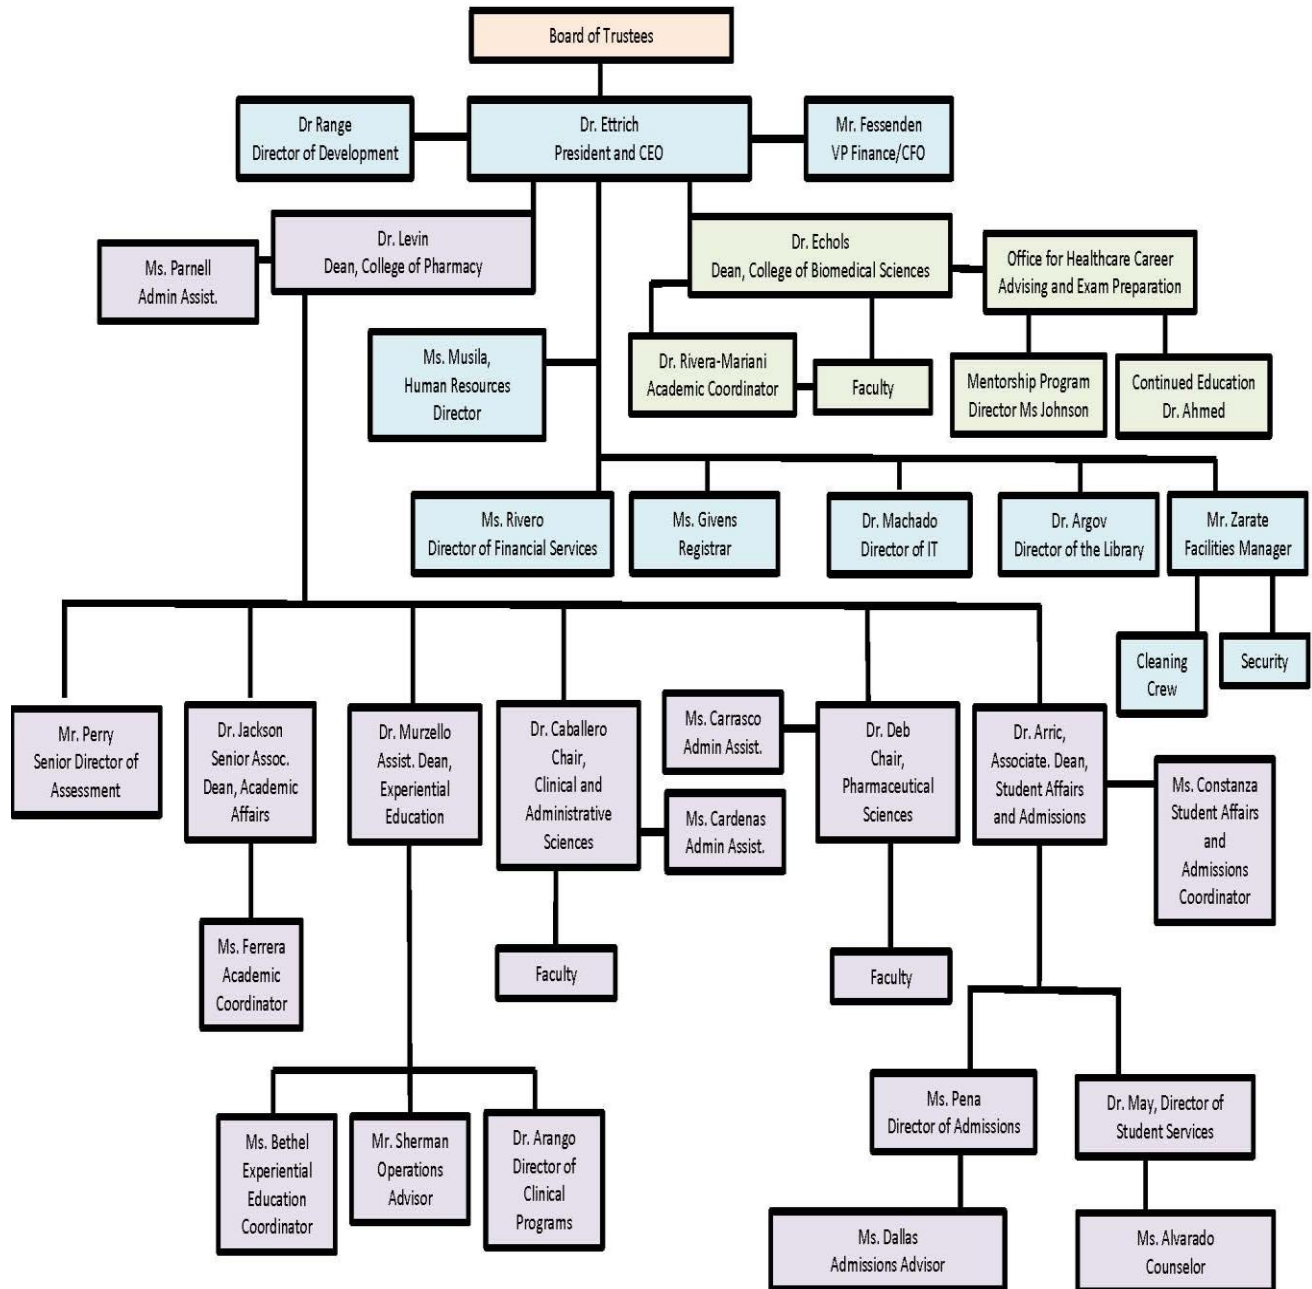 Board of Trustees
Dr Range
Director of Development
Dr. Ettrich
President and CEO
Mr. Fessenden
VP Finance/CFO
Dr. Levin
Dean, College of Pharmacy
Ms. Parnell
Admin Assist.
Dr. Echols
Dean, College of Biomedical Sciences
Office for Healthcare Career
Advising and Exam Preparation
Ms. Musila,
Human Resources
Director
Dr. Rivera-Mariani
Academic Coordinator
Faculty
Mentorship Program
Director Ms Johnson
Continued Education
Dr. Ahmed
Ms. Rivero
Director of Financial Services
Ms. Givens
Registrar
Dr. Machado
Director of IT
Dr. Argov
Director of the Library
Mr. Zarate
Facilities Manager
Cleaning
Crew
Security
Mr. Perry
Senior Director of
Assessment
Dr. Jackson
Senior Assoc.
Dean, Academic
Affairs
Dr. Murzello
Assist. Dean,
Experiential
Education
Dr. Caballero
Chair,
Clinical and
Administrative
Sciences
Ms. Carrasco
Admin Assist.
Ms. Cardenas
Admin Assist.
Dr. Deb
Chair,
Pharmaceutical
Sciences
Dr. Arric,
Associate. Dean,
Student Affairs
and Admissions
Ms. Constanza
Student Affairs
and
Admissions
Coordinator
Ms. Ferrera
Academic
Coordinator
Faculty
Faculty
Ms. Bethel
Experiential
Education
Coordinator
Mr. Sherman
Operations
Advisor
Dr. Arango
Director of
Clinical
Programs
Ms. Pena
Director of Admissions
Dr. May, Director of
Student Services
Ms. Dallas
Admissions Advisor
Ms. Alvarado
Counselor